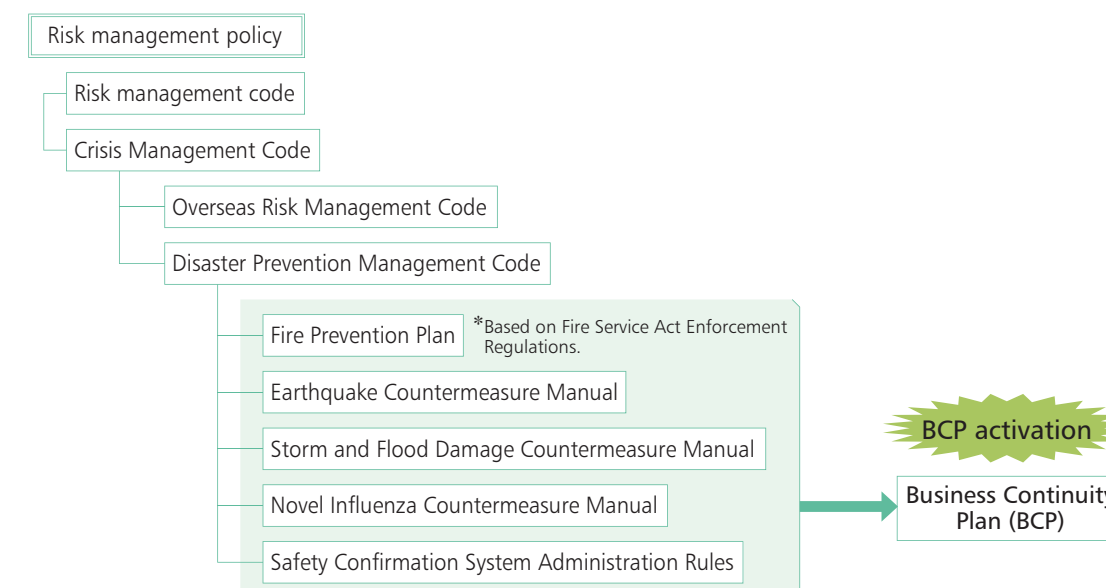 Risk management policy
Risk management code
Crisis Management Code
Overseas Risk Management Code
Disaster Prevention Management Code
Fire Prevention Plan
*Based on Fire Service Act Enforcement
Regulations.
Earthquake Countermeasure Manual
Storm and Flood Damage Countermeasure Manual
Novel Influenza Countermeasure Manual
Safety Confirmation System Administration Rules
BCP activation
Business Continuity
Plan (BCP)